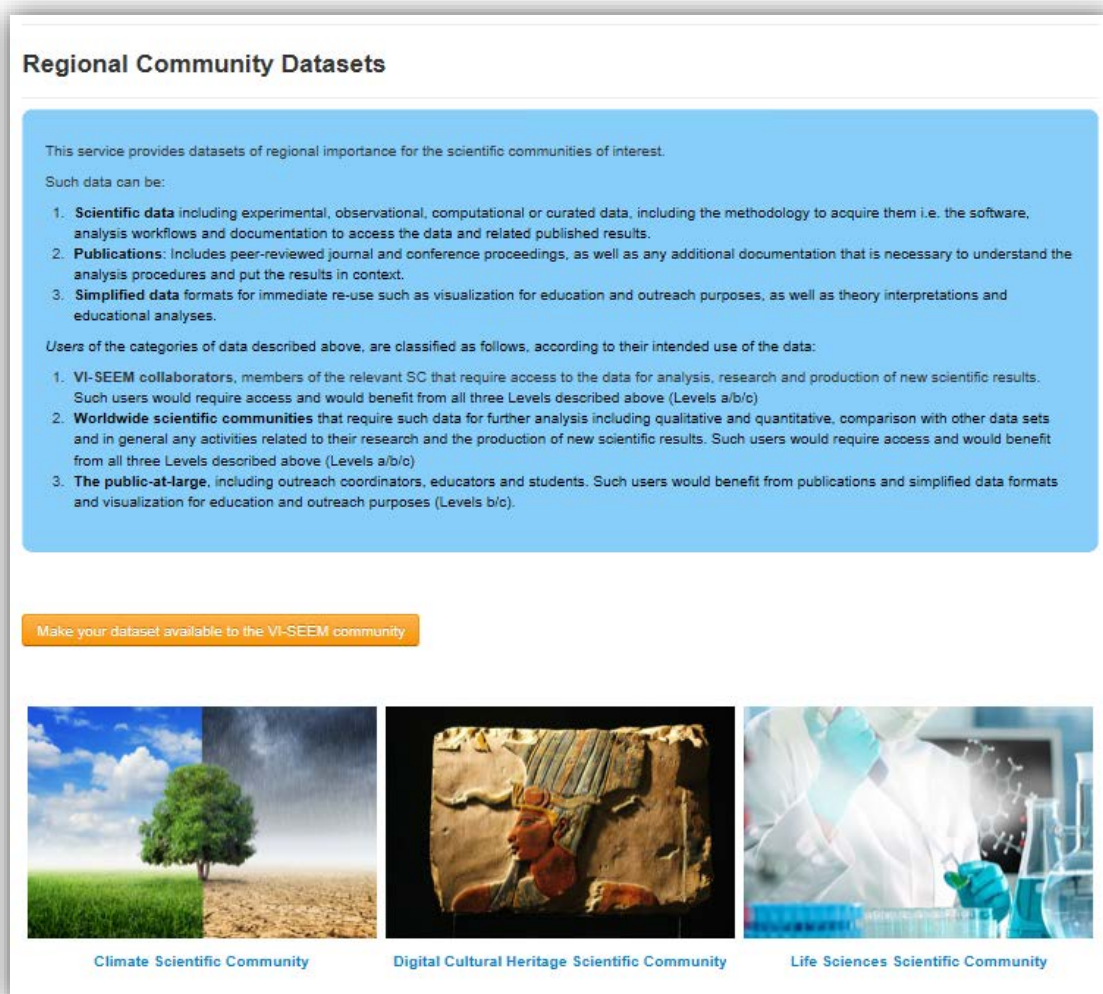 Regional Community Datasets
This service provides datasets of regional importance for the scientific communities of interest.
Such data can be:
1. Scientific data including experimental, observational, computational or curated data, including the methodology to acquire them i.e. the software,
analysis workflows and documentation to access the data and related published results.
2. Publications: Includes peer-reviewed journal and conference proceedings, as well as any additional documentation that is necessary to understand the
analysis procedures and put the results in context.
3. Simplified data formats for immediate re-use such as visualization for education and outreach purposes, as well as theory interpretations and
educational analyses.
Users of the categories of data described above, are classified as follows, according to their intended use of the data:
1. VI-SEEM collaborators, members of the relevant SC that require access to the data for analysis, research and production of new scientific results.
Such users would require access and would benefit from all three Levels described above (Levels a/b/c)
2. Worldwide scientific communities that require such data for further analysis including qualitative and quantitative, comparison with other data sets
and in general any activities related to their research and the production of new scientific results. Such users would require access and would benefit
from all three Levels described above (Levels a/b/c)
3. The public-at-large, including outreach coordinators, educators and students. Such users would benefit from publications and simplified data formats
and visualization for education and outreach purposes (Levels b/c).
Make your dataset available to the VI-SEEM community
Climate Scientific Community
Digital Cultural Heritage Scientific Community
Life Sciences Scientific Community